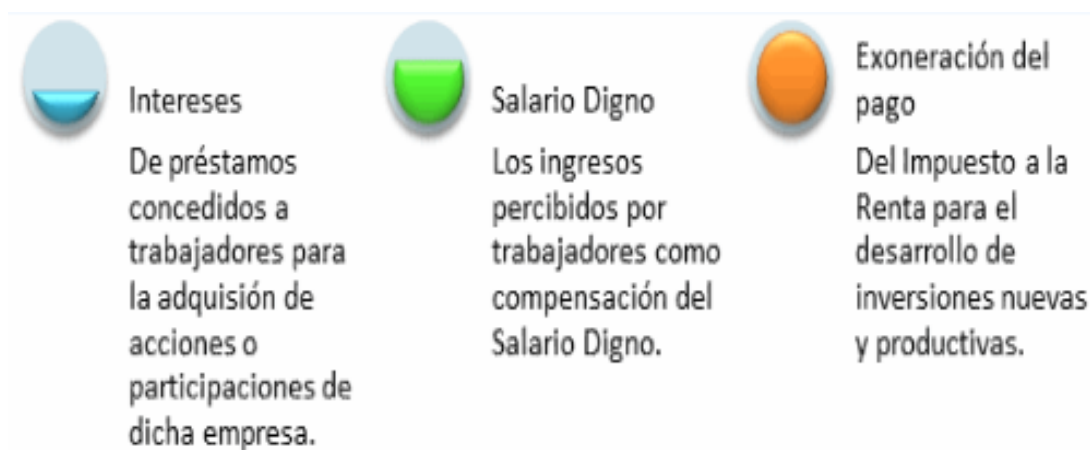 Intereses
De préstamos
concedidos a
trabajadores para
la adquisión de
acciones o
participaciones de
dicha empresa.
Salario Digno
Los ingresos
percibidos por
trabajadores como
compensación del
Salario Digno.
Exoneración del
pago
Del Impuesto a la
Renta para el
desarrollo de
inversiones nuevas
y productivas.